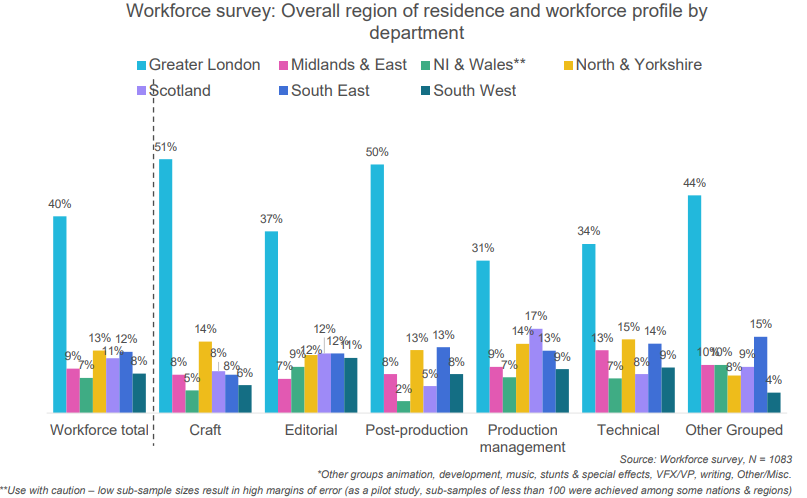 Workforce survey: Overall region of residence and workforce profile by
department
Greater London Midlands & East NI & Wales** North & Yorkshire
Scotland South East South West
40% 9% 7% 13% 11% 12% 8%
51% 8% 5% 14% 8% 8% 6%
37% 7% 9% 12% 12% 12% 11%
50% 8% 2% 13% 5% 13% 8%
31% 9% 7% 14% 17% 13% 9%
34% 13% 7% 15% 8% 14% 9%
44% 10% 10% 8% 9% 15% 4%
Workforce total Craft Editorial Post-production Production Technical Other Grouped
management
Source: Workforce survey, N = 1083
*Other groups animation, development, music, stunts & special effects, VFX/VP, writing, Other/Misc.
**Use with caution – low sub-sample sizes result in high margins of error (as a pilot study, sub-samples of less than 100 were achieved among some nations & regions)